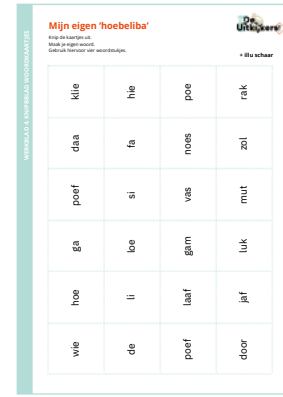 Mijn eigen 'hoebeliba'
Knip de kaartjes uit.
Maak je eigen woord.
Gebruik hiervoor vier woordstukjes.
De Uitkijkers
+ illu schaar
WERKBLAD 4: KNIPBLAD WOORDKAARTJES
klie
hie
poe
rak
daa
fa
noes
zol
poef
si
vas
mut
ga
loe
gam
luk
hoe
li
laaf
jaf
wie
de
poef
door